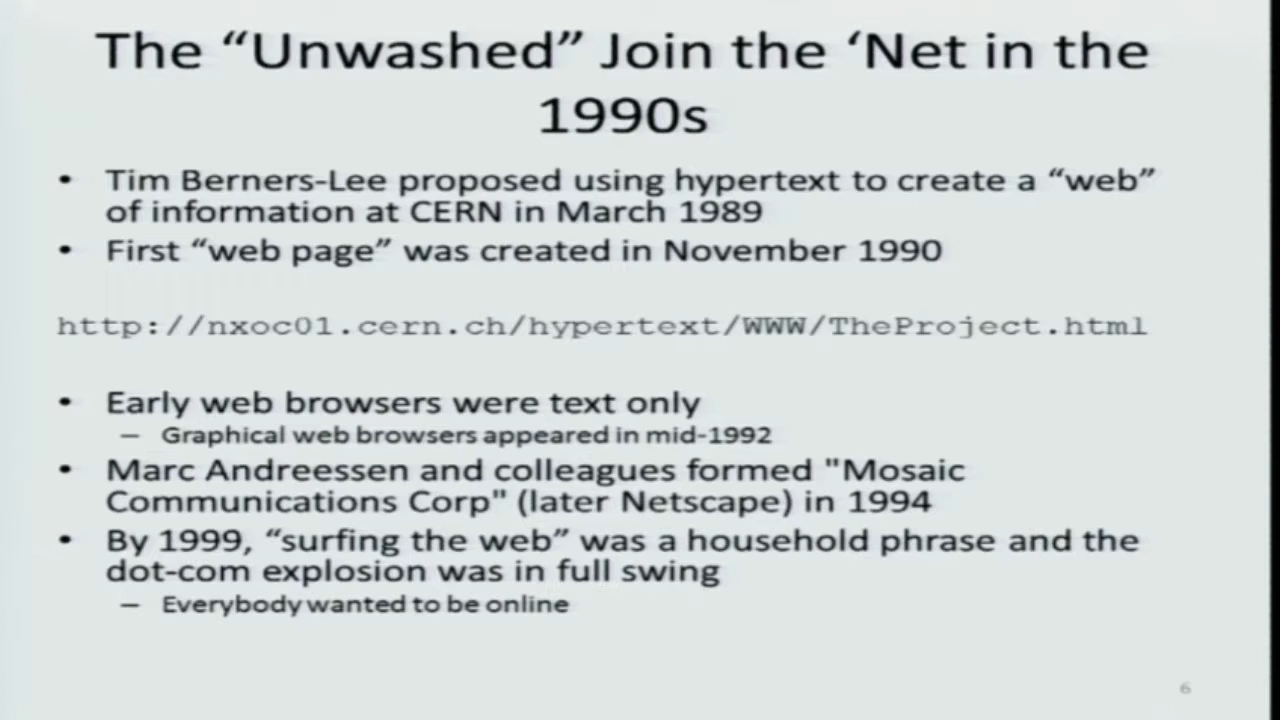 The “Unwashed” Join the ‘Net in the
1990s
• Tim Berners-Lee proposed using hypertext to create a “web”
of information at CERN in March 1989
• First “web page” was created in November 1990
http://nxoc01.cern.ch/hypertext/WWW/TheProject.html
• Early web browsers were text only
– Graphical web browsers appeared in mid-1992
• Marc Andreessen and colleagues formed "Mosaic
Communications Corp" (later Netscape) in 1994
• By 1999, “surfing the web” was a household phrase and the
dot-com explosion was in full swing
– Everybody wanted to be online
6